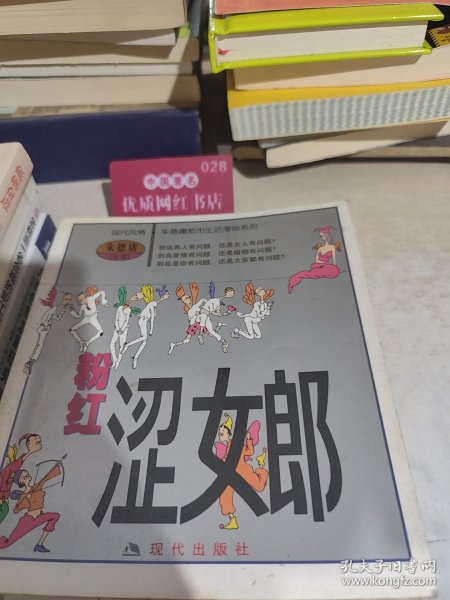 028
中国著名
优质网红书店
现代风情
朱德庸都市生活漫画系列
朱德庸
到底男人有问题，还是女人有问题？
到底爱情有问题，还是婚姻有问题？
到底是你有问题，还是大家都有问题？
粉红
涩女郎
现代出版社
孔夫子旧书网
www.kongfz.com